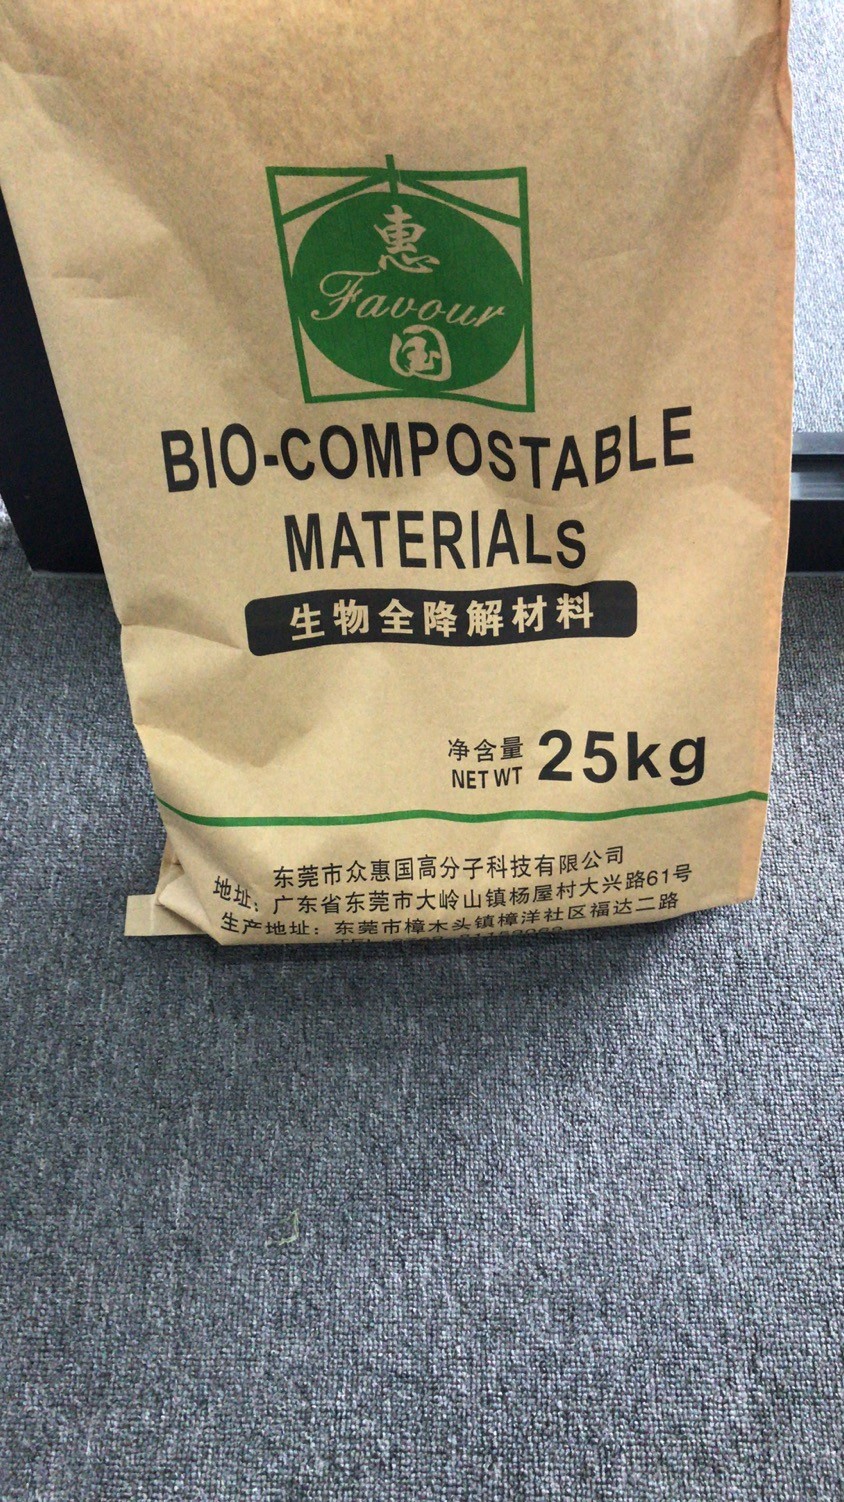 惠
Favour
国
BIO-COMPOSTABLE
MATERIALS
生物全降解材料
净含量
NET WT 25kg
东莞市众惠国高分子科技有限公司
地址：广东省东莞市大岭山镇杨屋村大兴路61号
生产地址：东莞市樟木头镇樟洋社区福达二路